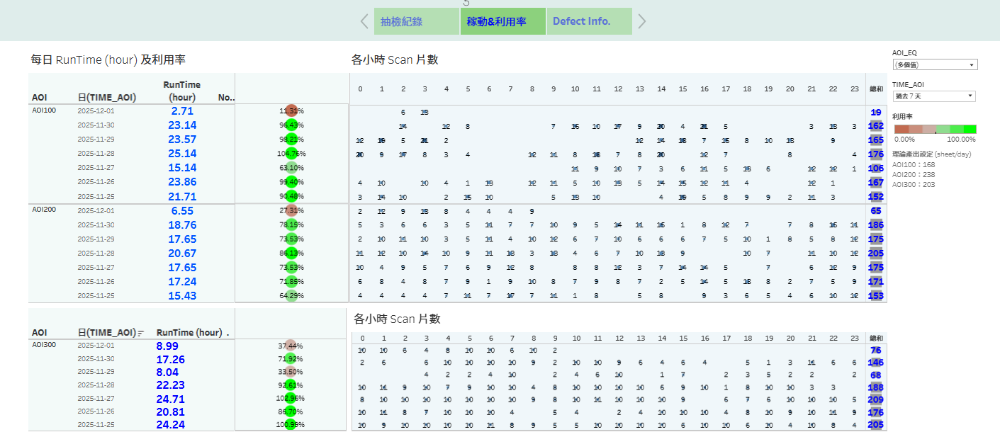 抽檢紀錄 稼動&利用率 Defect Info.
每日 RunTime (hour) 及利用率
AOI 日(TIME_AOI) RunTime (hour) No..
AOI100 2025-12-01 2.71 11.31%
2025-11-30 23.14 96.43%
2025-11-29 23.57 98.21%
2025-11-28 25.14 104.76%
2025-11-27 15.14 63.10%
2025-11-26 23.86 99.40%
2025-11-25 21.71 90.48%
AOI200 2025-12-01 6.55 27.31%
2025-11-30 18.76 78.15%
2025-11-29 17.65 73.53%
2025-11-28 20.67 86.13%
2025-11-27 17.65 73.53%
2025-11-26 17.24 71.85%
2025-11-25 15.43 64.29%
各小時 Scan 片數
0 1 2 3 4 5 6 7 8 9 10 11 12 13 14 15 16 17 18 19 20 21 22 23 總和
6 13 19
14 12 8 7 10 9 4 5 3 13 3 162
12 5 2 12 14 7 8 10 9 165
9 8 3 4 12 11 8 7 8 12 7 8 4 176
11 9 10 7 3 6 11 5 6 12 12 1 106
4 10 10 4 1 13 12 11 5 10 5 14 12 11 4 12 1 167
3 14 10 2 10 5 13 10 4 5 8 9 9 2 11 3 152
2 12 9 13 8 4 4 4 9 65
5 3 6 6 3 5 11 7 7 10 9 5 14 11 1 8 12 7 7 8 11 186
2 10 11 10 3 5 11 4 10 12 6 7 10 6 6 6 7 5 10 1 8 5 8 12 175
11 12 10 14 10 9 11 13 3 4 6 7 10 9 10 7 11 10 12 205
10 4 9 5 7 6 9 12 8 8 8 12 3 7 14 14 5 7 6 12 9 175
6 8 4 8 7 9 1 9 10 8 7 9 8 7 2 5 14 5 8 2 7 5 9 171
4 4 4 4 7 11 7 17 7 11 1 8 5 8 9 3 6 5 4 6 10 12 153
AOI 日(TIME_AOI) RunTime (hour) .
AOI300 2025-12-01 8.99 37.44%
2025-11-30 17.26 71.92%
2025-11-29 8.04 33.50%
2025-11-28 22.23 92.61%
2025-11-27 24.71 102.96%
2025-11-26 20.81 86.70%
2025-11-25 24.24 100.99%
各小時 Scan 片數
0 1 2 3 4 5 6 7 8 9 10 11 12 13 14 15 16 17 18 19 20 21 22 23 總和
10 10 6 4 8 10 10 6 10 2 76
2 6 6 10 10 10 10 9 2 10 10 9 6 4 6 4 5 1 3 11 6 6 146
4 2 2 4 10 2 4 6 10 1 7 2 3 5 2 2 2 68
10 11 9 10 7 9 10 10 4 8 10 10 10 10 6 9 10 1 8 10 10 3 3 188
8 10 10 10 10 10 10 10 9 8 10 11 10 10 10 9 6 7 6 10 10 10 5 209
10 11 8 7 10 10 10 4 5 4 2 4 10 10 10 4 8 10 9 10 11 9 176
10 9 10 10 10 10 11 8 9 5 5 10 10 10 10 6 10 10 6 10 4 10 8 4 205
AOI_EQ
(多個值)
TIME_AOI
過去 7 天
利用率
0.00% 100.00%
理論產出設定 (sheet/day)
AOI100：168
AOI200：238
AOI300：203